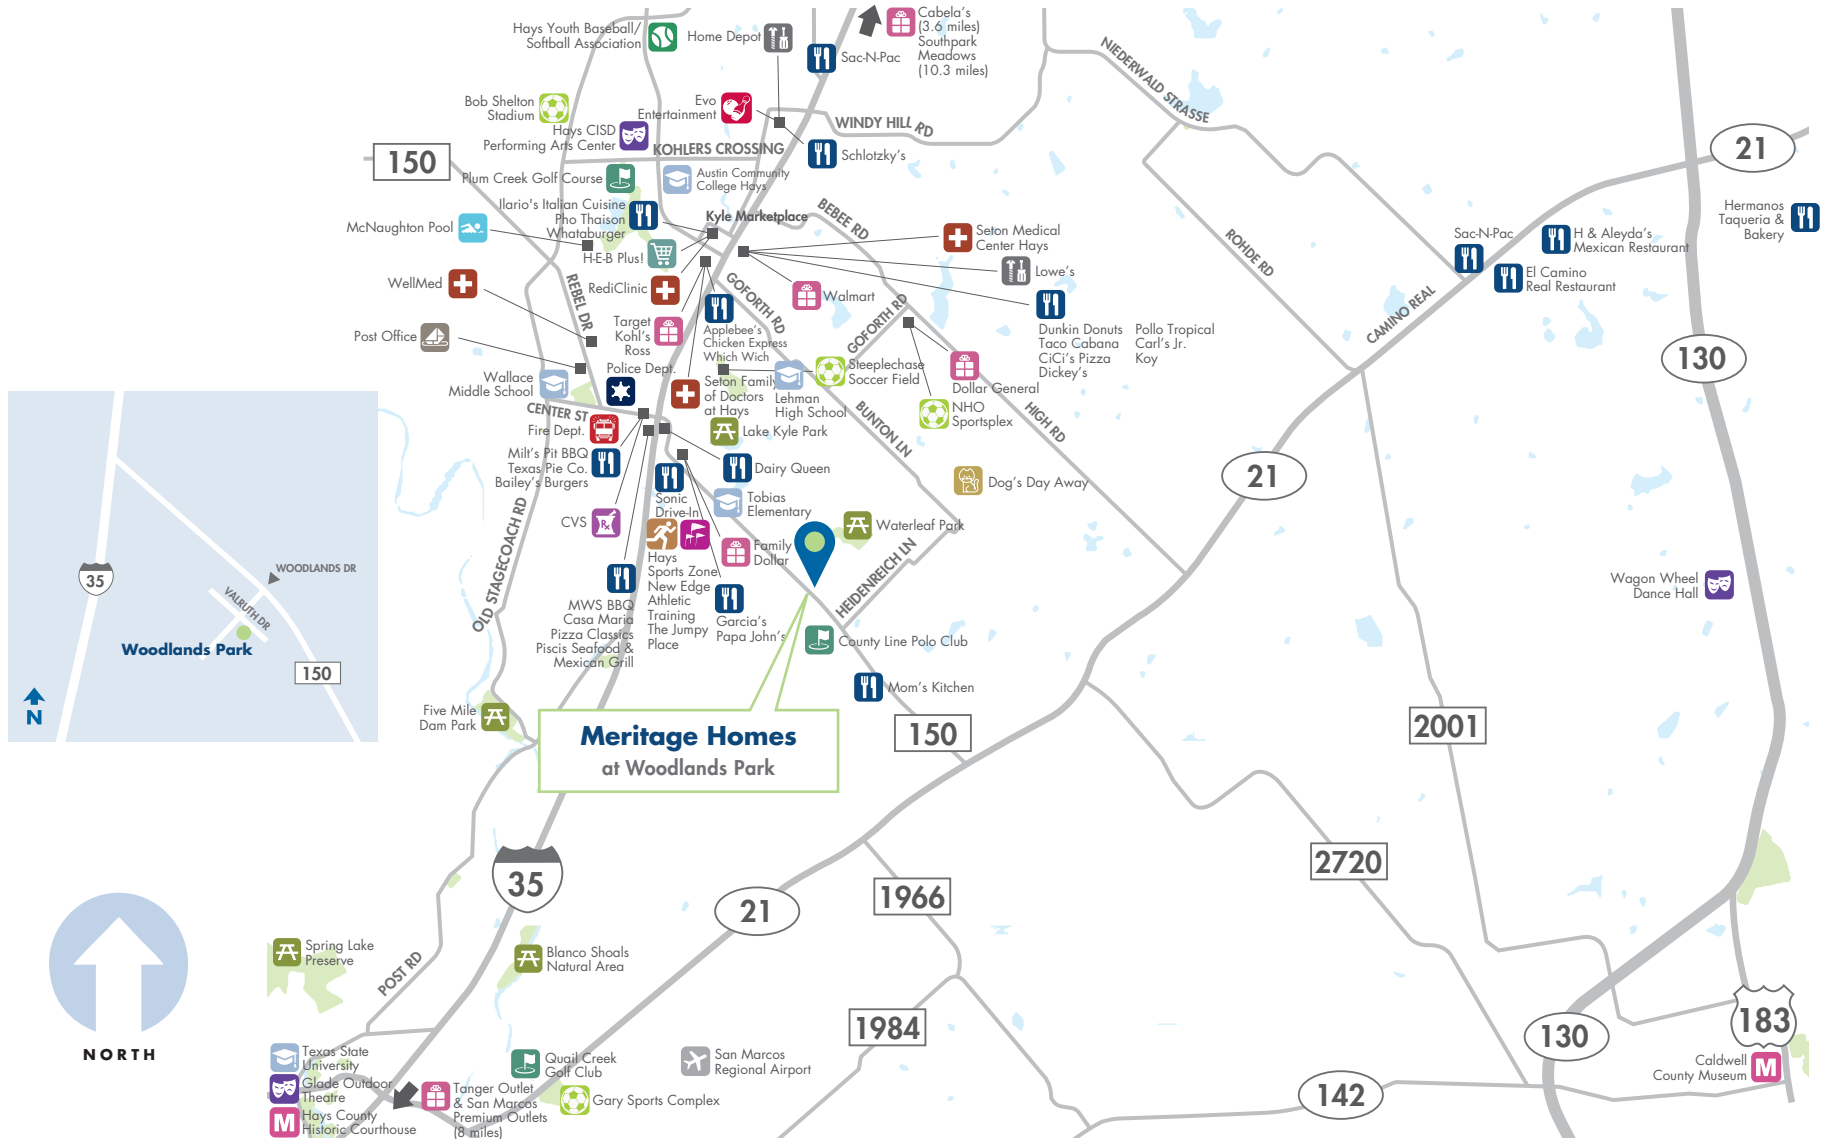 Hays Youth Baseball/
Softball Association
Home Depot
Sac-N-Pac
Cabela's
(3.6 miles)
Southpark
Meadows
(10.3 miles)
NIEDERWALD STRASSE
Bob Shelton
Stadium
Evo
Entertainment
WINDY HILL RD
Hays CISD
Performing Arts Center
KOHLERS CROSSING
Schlotzky's
150
21
Plum Creek Golf Course
Austin Community
College Hays
Ilario's Italian Cuisine
Pho Thaison
Whataburger
Kyle Marketplace
BEBEE RD
McNaughton Pool
H-E-B Plus!
Seton Medical
Center Hays
Lowe's
ROHDE RD
Sac-N-Pac
H & Aleyda's
Mexican Restaurant
Hermanos
Taqueria &
Bakery
El Camino
Real Restaurant
WellMed
RediClinic
REBEL DR
GOFORTH RD
Walmart
GOFORTH RD
CAMINO REAL
Target
Kohl's
Ross
Applebee's
Chicken Express
Which Wich
Dunkin Donuts
Taco Cabana
CiCi's Pizza
Dickey's
Pollo Tropical
Carl's Jr.
Koy
Post Office
Police Dept.
130
Wallace
Middle School
Seton Family
of Doctors
at Hays
Lehman
High School
Steeplechase
Soccer Field
Dollar General
NHO
Sportsplex
HIGH RD
CENTER ST
Fire Dept.
Lake Kyle Park
BUNTON LN
Milt's Pit BBQ
Texas Pie Co.
Bailey's Burgers
Dairy Queen
21
Dog's Day Away
Sonic
Drive-In
Tobias
Elementary
CVS
OLD STAGECOACH RD
Waterleaf Park
Hays
Sports Zone
New Edge
Athletic
Training
The Jumpy
Place
Family
Dollar
HEIDENREICH LN
35
WOODLANDS DR
VALRUTH DR
Woodlands Park
150
N
MWS BBQ
Casa Maria
Pizza Classics
Piscis Seafood &
Mexican Grill
Garcia's
Papa John's
Wagon Wheel
Dance Hall
County Line Polo Club
Mom's Kitchen
Five Mile
Dam Park
Meritage Homes
at Woodlands Park
150
2001
35
2720
1966
21
Spring Lake
Preserve
POST RD
Blanco Shoals
Natural Area
NORTH
1984
130
183
Texas State
University
Quail Creek
Golf Club
San Marcos
Regional Airport
Caldwell
County Museum
M
Glade Outdoor
Theatre
Tanger Outlet
& San Marcos
Premium Outlets
(8 miles)
Gary Sports Complex
142
M
Hays County
Historic Courthouse